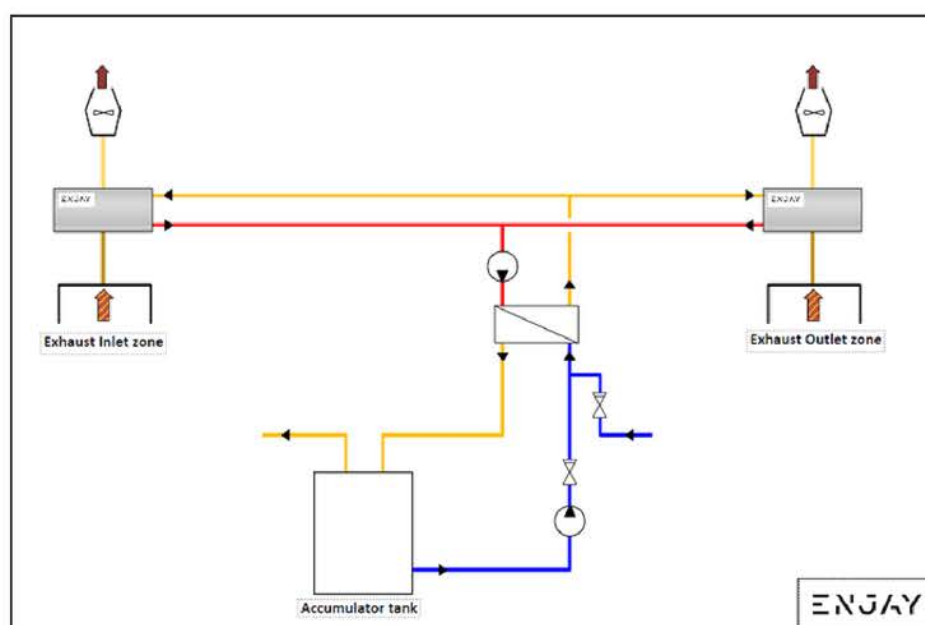 ENJAY
ENJAY
Exhaust Inlet zone
Exhaust Outlet zone
Accumulator tank
ENJAY